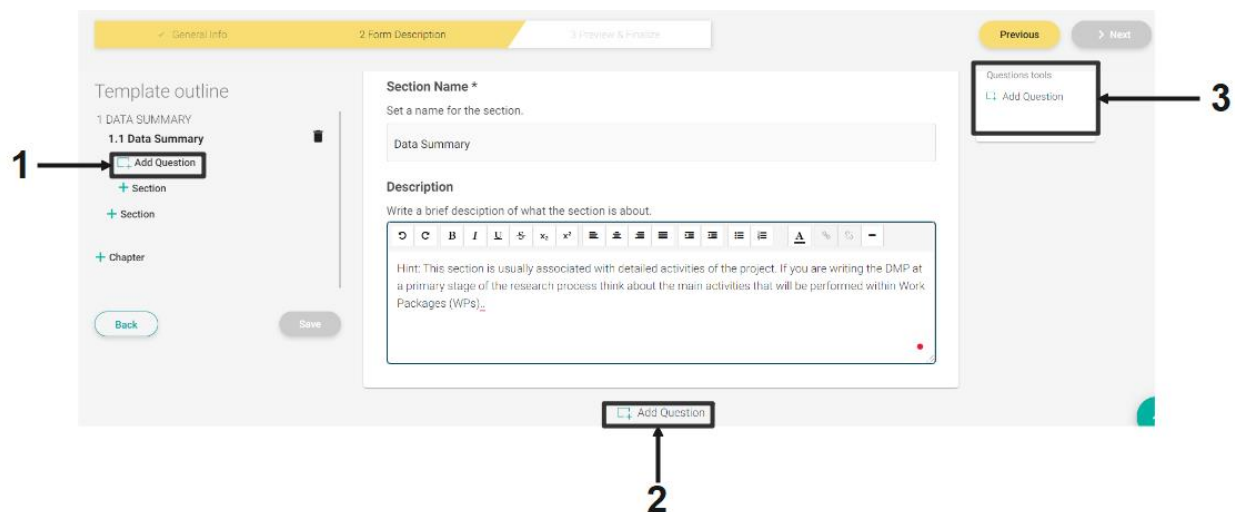 ✓ General Info
2 Form Description
3 Preview & Finalize
Previous
> Next
Template outline
1 DATA SUMMARY
1.1 Data Summary
Add Question
+ Section
+ Section
+ Chapter
Back
Save
Section Name *
Set a name for the section.
Data Summary
Description
Write a brief desciption of what the section is about.
B I U S x₂ x² A
Hint: This section is usually associated with detailed activities of the project. If you are writing the DMP at
a primary stage of the research process think about the main activities that will be performed within Work
Packages (WPs)..
Add Question
Questions tools
Add Question
1
2
3